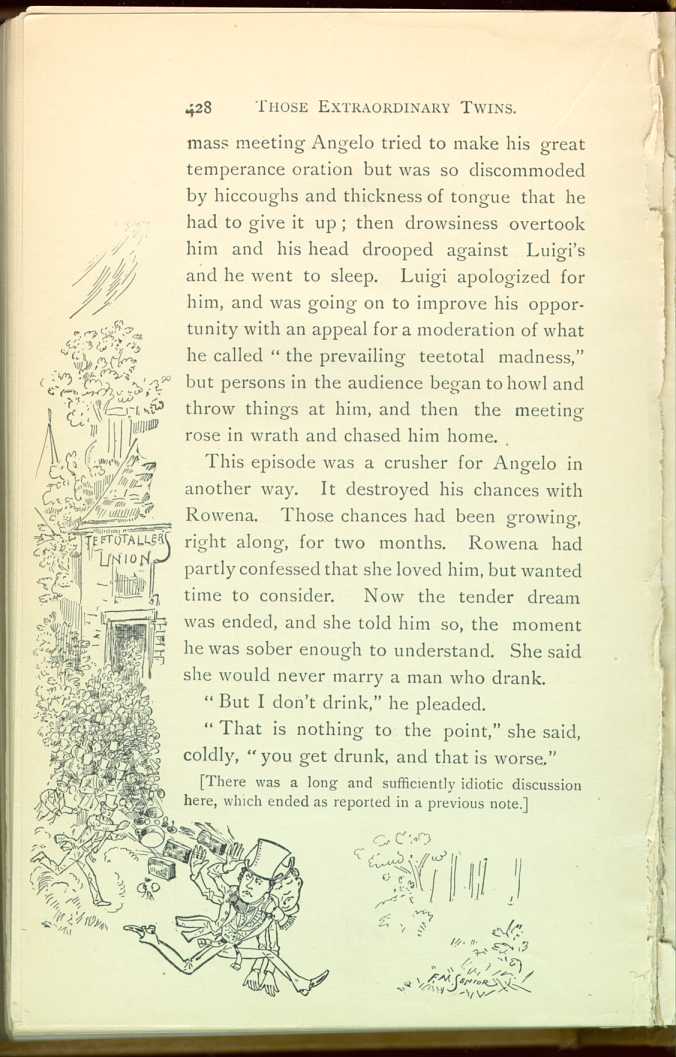 428 THOSE EXTRAORDINARY TWINS.
mass meeting Angelo tried to make his great
temperance oration but was so discommoded
by hiccoughs and thickness of tongue that he
had to give it up ; then drowsiness overtook
him and his head drooped against Luigi's
and he went to sleep. Luigi apologized for
him, and was going on to improve his oppor-
tunity with an appeal for a moderation of what
he called “ the prevailing teetotal madness,”
but persons in the audience began to howl and
throw things at him, and then the meeting
rose in wrath and chased him home.
This episode was a crusher for Angelo in
another way. It destroyed his chances with
Rowena. Those chances had been growing,
right along, for two months. Rowena had
partly confessed that she loved him, but wanted
time to consider. Now the tender dream
was ended, and she told him so, the moment
he was sober enough to understand. She said
she would never marry a man who drank.
“ But I don't drink,” he pleaded.
“ That is nothing to the point,” she said,
coldly, “ you get drunk, and that is worse.”
[There was a long and sufficiently idiotic discussion
here, which ended as reported in a previous note.]
TEETOTALLERS
UNION
F.M. SENIOR